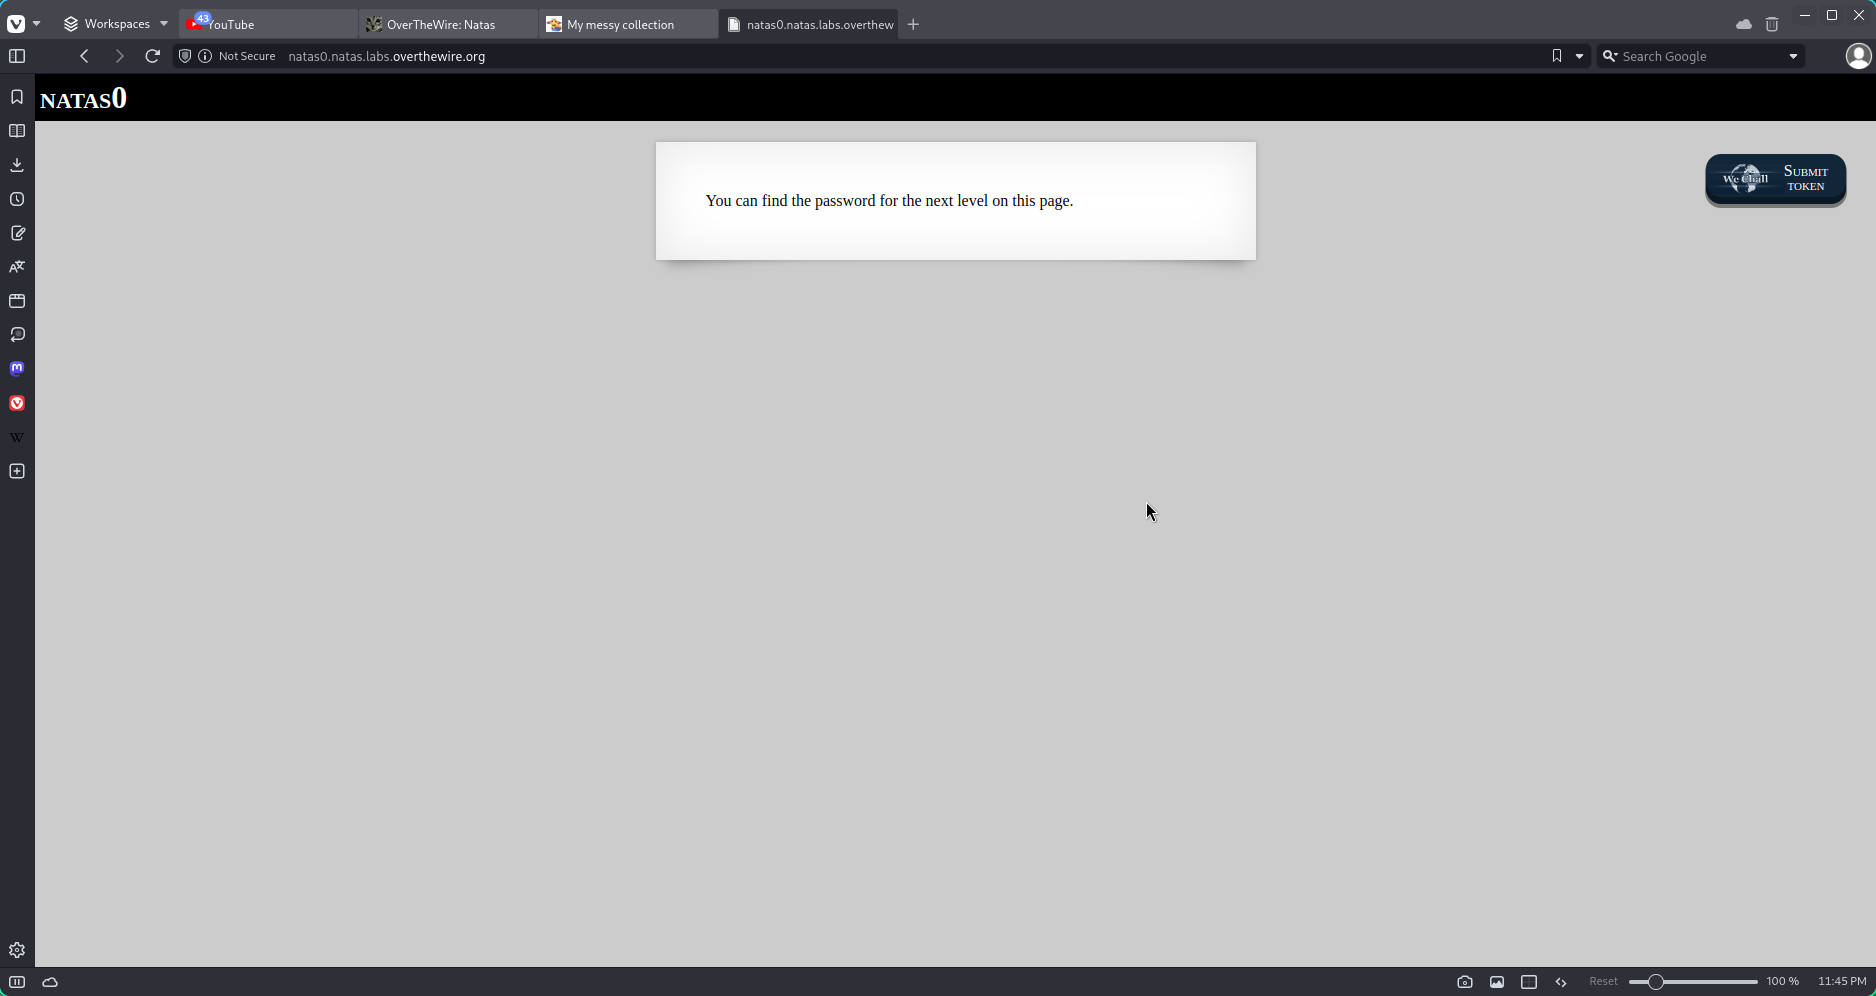 Workspaces
43
YouTube
OverTheWire: Natas
My messy collection
natas0.natas.labs.overthew
Not Secure
natas0.natas.labs.overthewire.org
Search Google
NATAS0
You can find the password for the next level on this page.
We Chall
SUBMIT
TOKEN
W
Reset
100 %
11:45 PM